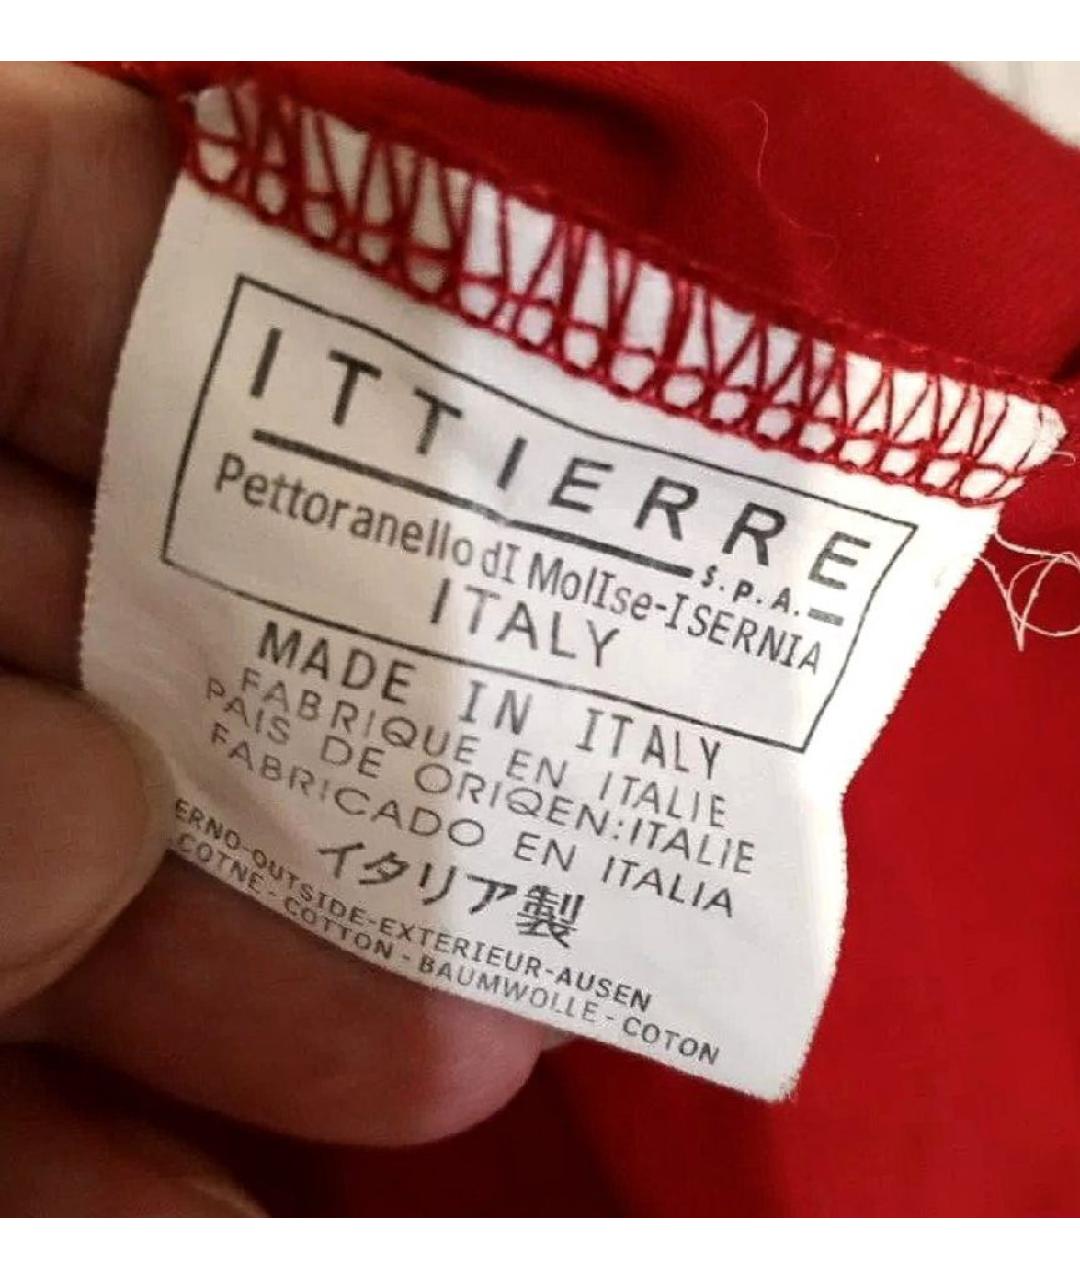 ITTIERRE
S.P.A.
Pettoranello dI MolIse-ISERNIA
ITALY
MADE IN ITALY
FABRIQUE EN ITALIE
PAIS DE ORIQEN:ITALIE
FABRICADO EN ITALIA
イタリア製
ERNO-OUTSIDE-EXTERIEUR-AUSEN
COTNE-COTTON-BAUMWOLLE-COTON